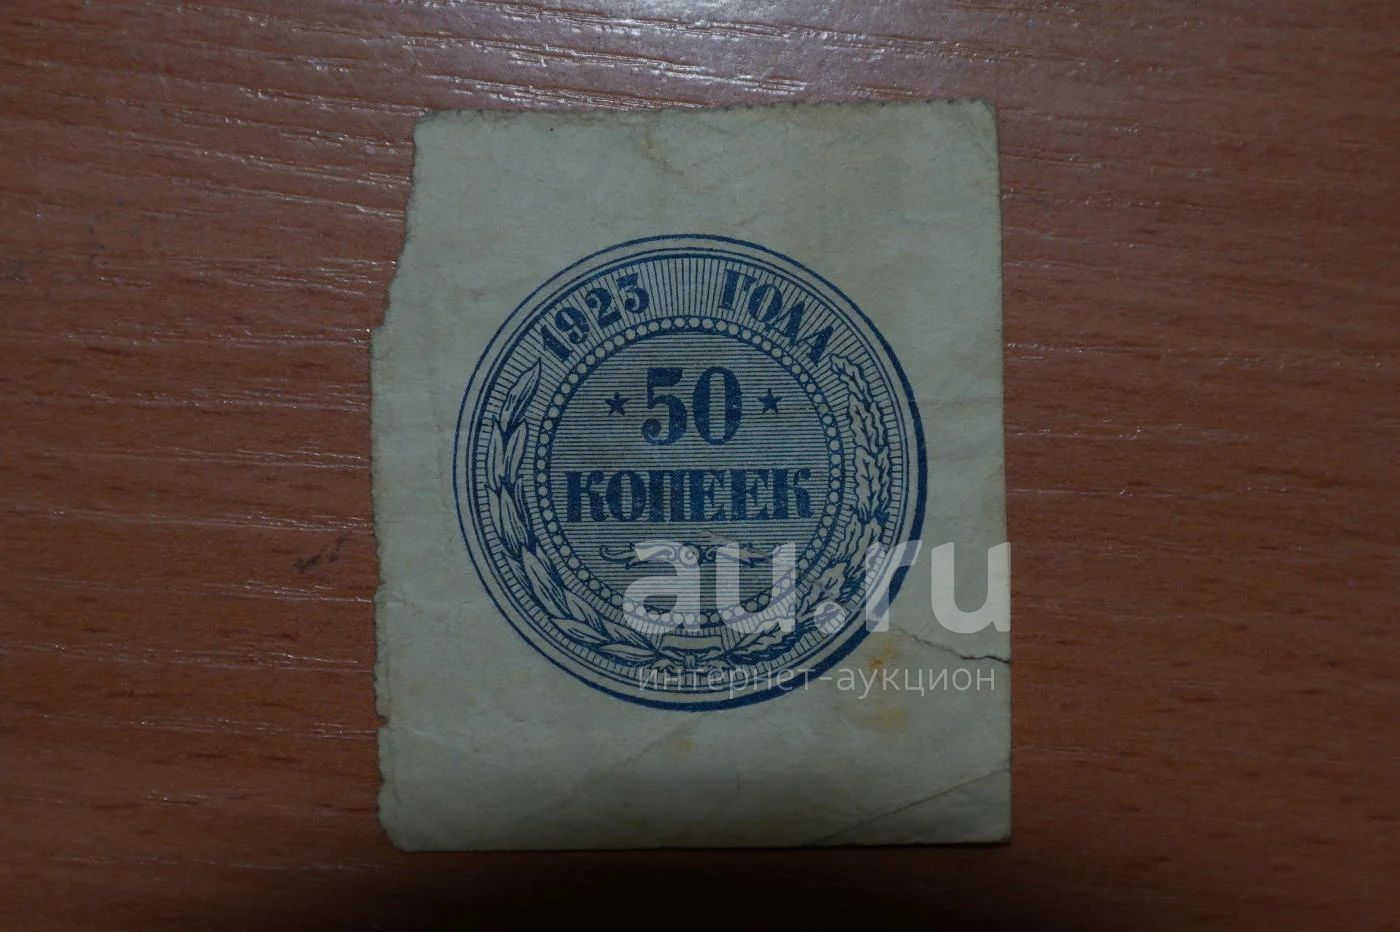 1923 ГОДА
50
КОПЕЕК
au.ru
интернет-аукцион